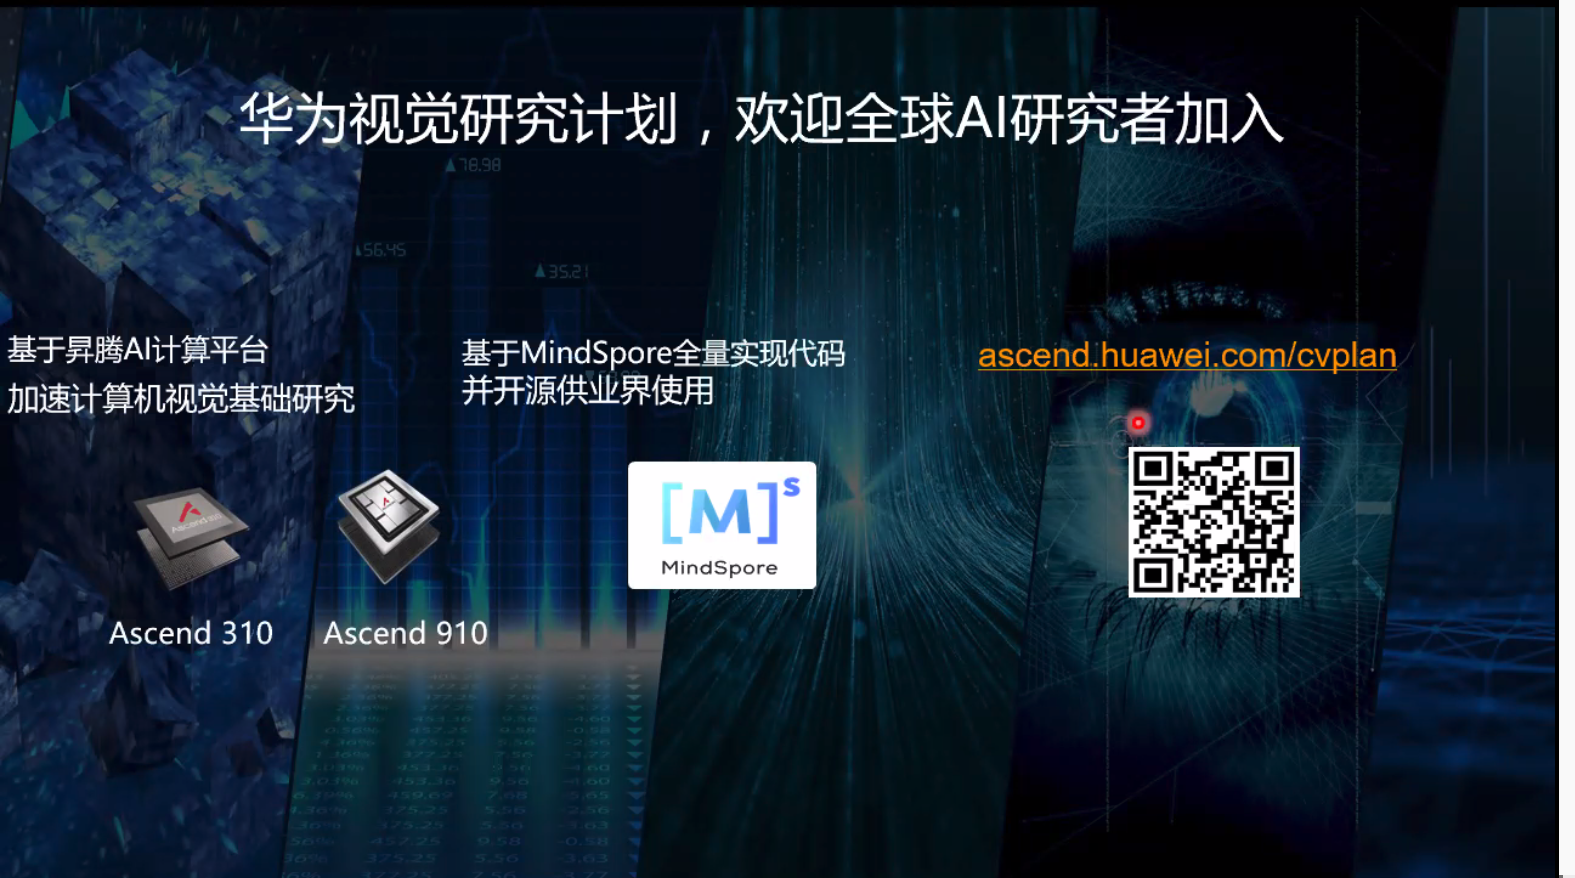 华为视觉研究计划，欢迎全球AI研究者加入
▲78.98
56.45
▲35.21
基于昇腾AI计算平台
加速计算机视觉基础研究
基于MindSpore全量实现代码
并开源供业界使用
ascend.huawei.com/cvplan
[M]s
MindSpore
Ascend 310
Ascend 910